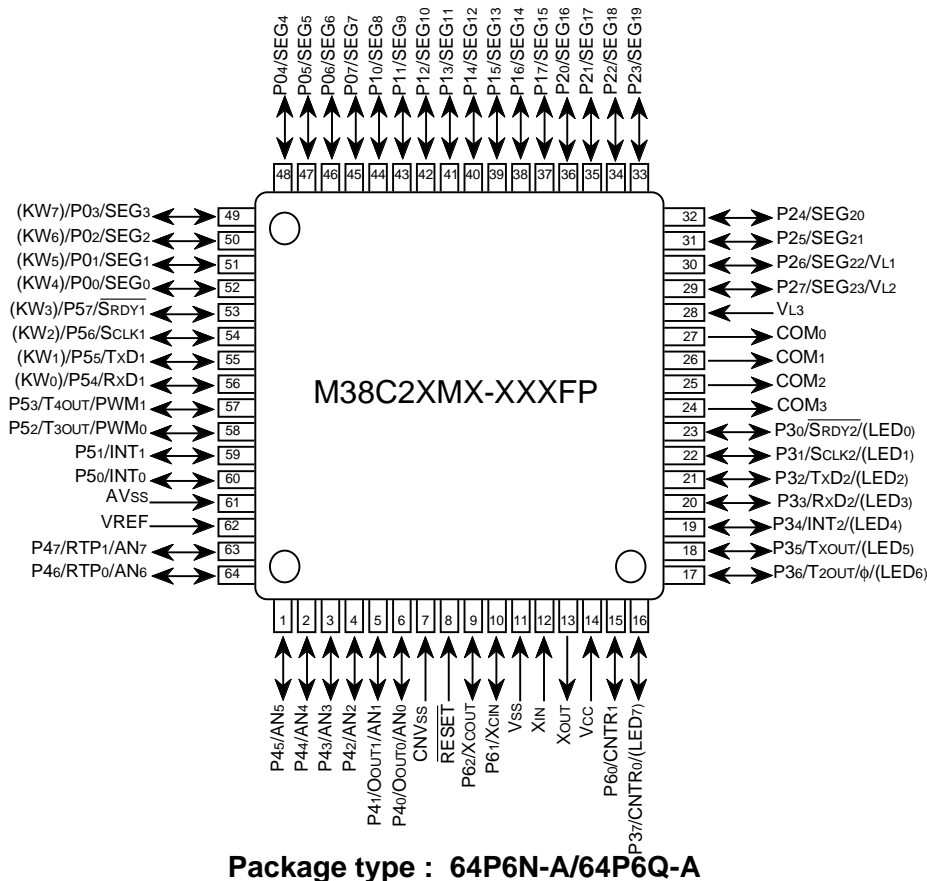 P04/SEG4
P05/SEG5
P06/SEG6
P07/SEG7
P10/SEG8
P11/SEG9
P12/SEG10
P13/SEG11
P14/SEG12
P15/SEG13
P16/SEG14
P17/SEG15
P20/SEG16
P21/SEG17
P22/SEG18
P23/SEG19
48 47 46 45 44 43 42 41 40 39 38 37 36 35 34 33
(KW7)/P03/SEG3 49
(KW6)/P02/SEG2 50
(KW5)/P01/SEG1 51
(KW4)/P00/SEG0 52
(KW3)/P57/SRDY1 53
(KW2)/P56/SCLK1 54
(KW1)/P55/TXD1 55
(KW0)/P54/RXD1 56
P53/T4OUT/PWM1 57
P52/T3OUT/PWM0 58
P51/INT1 59
P50/INT0 60
AVSS 61
VREF 62
P47/RTP1/AN7 63
P46/RTP0/AN6 64
M38C2XMX-XXXFP
32 P24/SEG20
31 P25/SEG21
30 P26/SEG22/VL1
29 P27/SEG23/VL2
28 VL3
27 COM0
26 COM1
25 COM2
24 COM3
23 P30/SRDY2/(LED0)
22 P31/SCLK2/(LED1)
21 P32/TXD2/(LED2)
20 P33/RXD2/(LED3)
19 P34/INT2/(LED4)
18 P35/TXOUT/(LED5)
17 P36/T2OUT/ϕ/(LED6)
1 2 3 4 5 6 7 8 9 10 11 12 13 14 15 16
P45/AN5
P44/AN4
P43/AN3
P42/AN2
P41/OOUT1/AN1
P40/OOUT0/AN0
CNVSS
RESET
P62/XCOUT
P61/XCIN
VSS
XIN
XOUT
VCC
P60/CNTR1
P37/CNTR0/(LED7)
Package type : 64P6N-A/64P6Q-A